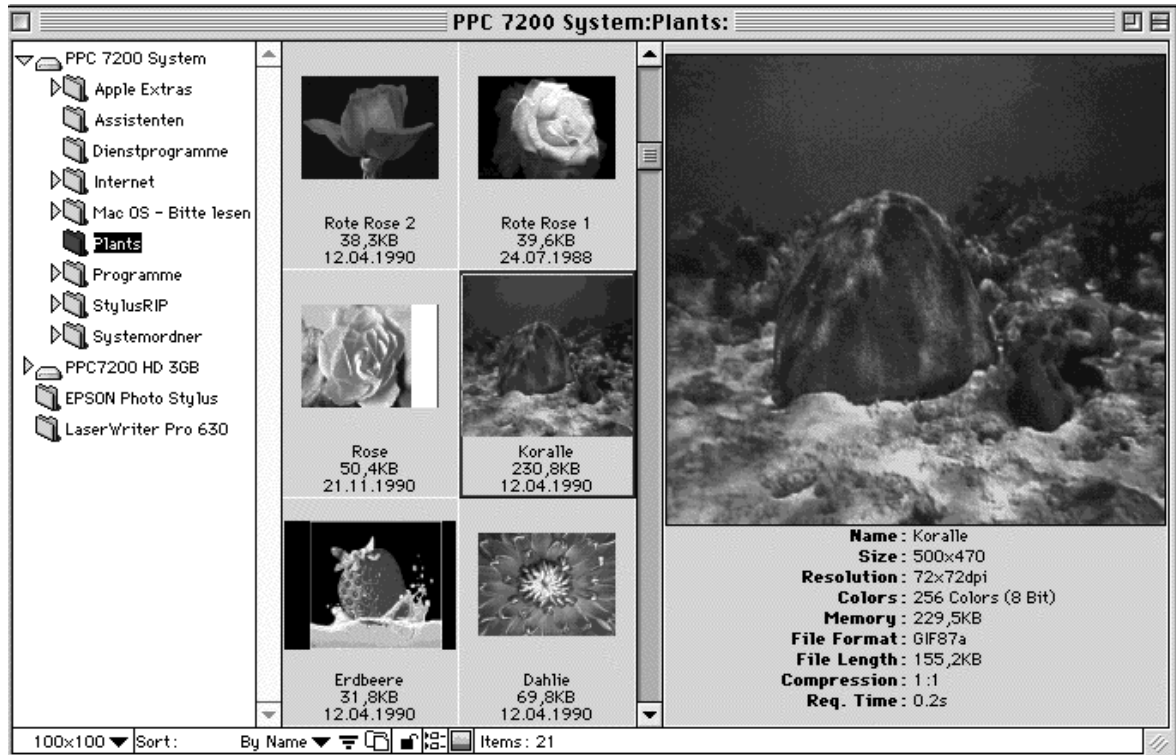 PPC 7200 System:Plants:
PPC 7200 System
Apple Extras
Assistenten
Dienstprogramme
Internet
Mac OS - Bitte lesen
Plants
Programme
StylusRIP
Systemordner
PPC7200 HD 3GB
EPSON Photo Stylus
LaserWriter Pro 630
Rote Rose 2
38,3KB
12.04.1990
Rote Rose 1
39,6KB
24.07.1988
Rose
50,4KB
21.11.1990
Koralle
230,8KB
12.04.1990
Erdbeere
31,8KB
12.04.1990
Dahlie
69,8KB
12.04.1990
Name: Koralle
Size: 500x470
Resolution: 72x72dpi
Colors: 256 Colors (8 Bit)
Memory: 229,5KB
File Format: GIF87a
File Length: 155,2KB
Compression: 1:1
Req. Time: 0.2s
100x100 Sort: By Name Items: 21